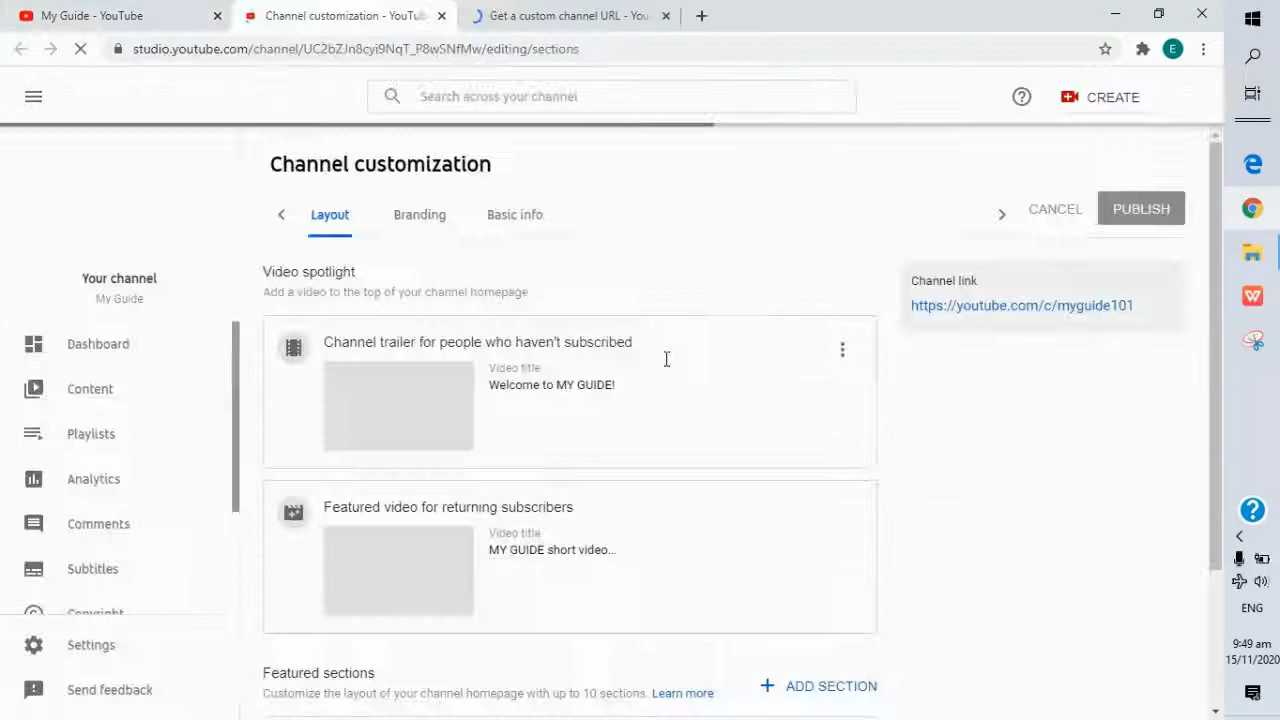 My Guide - YouTube
Channel customization - YouTu
Get a custom channel URL - You
studio.youtube.com/channel/UC2bZJn8cyi9NqT_P8wSNfMw/editing/sections
E
Search across your channel
CREATE
Channel customization
Layout
Branding
Basic info
CANCEL
PUBLISH
Your channel
My Guide
Dashboard
Content
Playlists
Analytics
Comments
Subtitles
Copyright
Settings
Send feedback
Video spotlight
Add a video to the top of your channel homepage
Channel trailer for people who haven't subscribed
Video title
Welcome to MY GUIDE!
Featured video for returning subscribers
Video title
MY GUIDE short video...
Featured sections
Customize the layout of your channel homepage with up to 10 sections. Learn more
ADD SECTION
Channel link
https://youtube.com/c/myguide101
ENG
9:49 am
15/11/2020